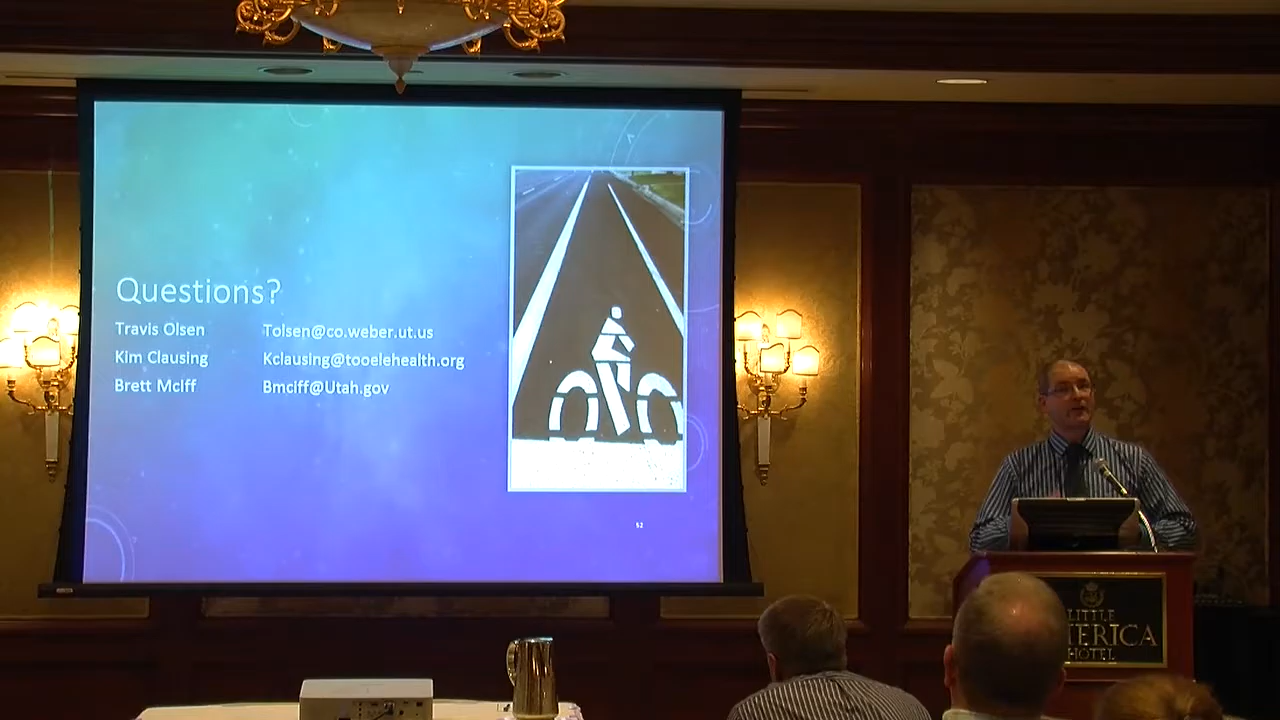 Questions?
Travis Olsen Tolsen@co.weber.ut.us
Kim Clausing Kclausing@tooelehealth.org
Brett McIff Bmciff@Utah.gov
52
LITTLE
MERICA
HOTEL